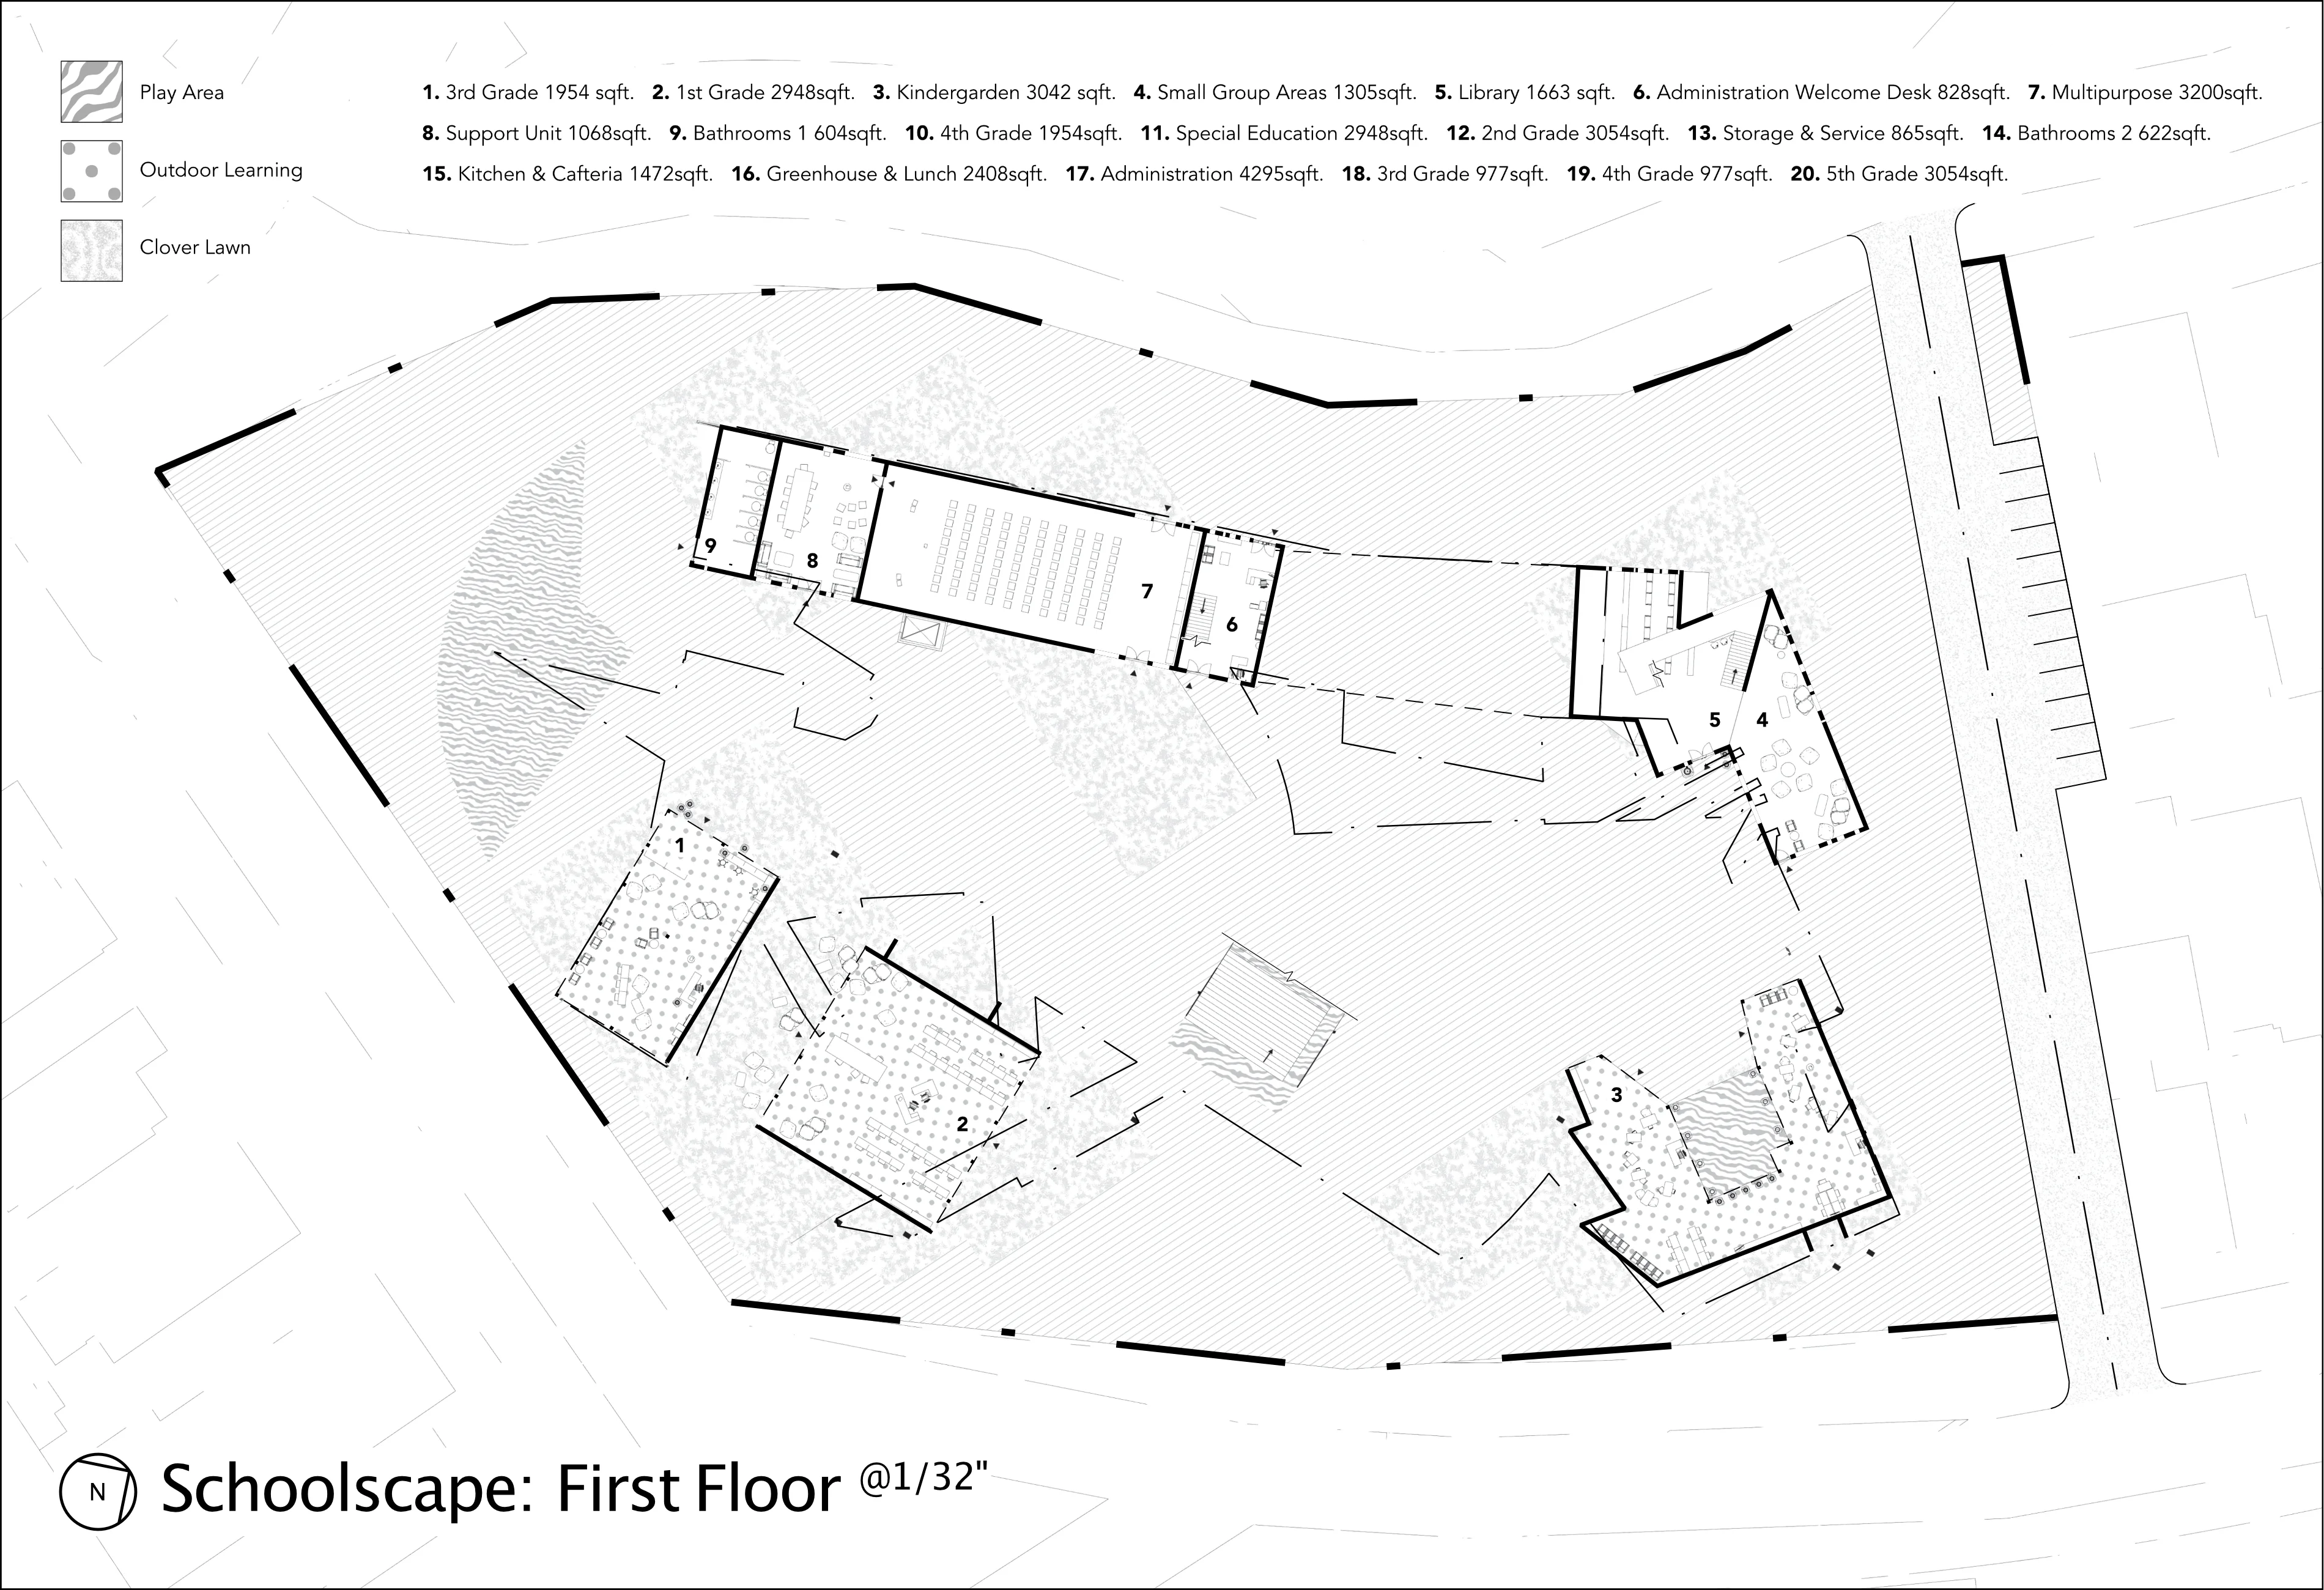 Play Area
Outdoor Learning
Clover Lawn
1. 3rd Grade 1954 sqft. 2. 1st Grade 2948sqft. 3. Kindergarden 3042 sqft. 4. Small Group Areas 1305sqft. 5. Library 1663 sqft. 6. Administration Welcome Desk 828sqft. 7. Multipurpose 3200sqft.
8. Support Unit 1068sqft. 9. Bathrooms 1 604sqft. 10. 4th Grade 1954sqft. 11. Special Education 2948sqft. 12. 2nd Grade 3054sqft. 13. Storage & Service 865sqft. 14. Bathrooms 2 622sqft.
15. Kitchen & Cafteria 1472sqft. 16. Greenhouse & Lunch 2408sqft. 17. Administration 4295sqft. 18. 3rd Grade 977sqft. 19. 4th Grade 977sqft. 20. 5th Grade 3054sqft.
9
8
7
6
5
4
1
2
3
N
Schoolscape: First Floor @1/32"